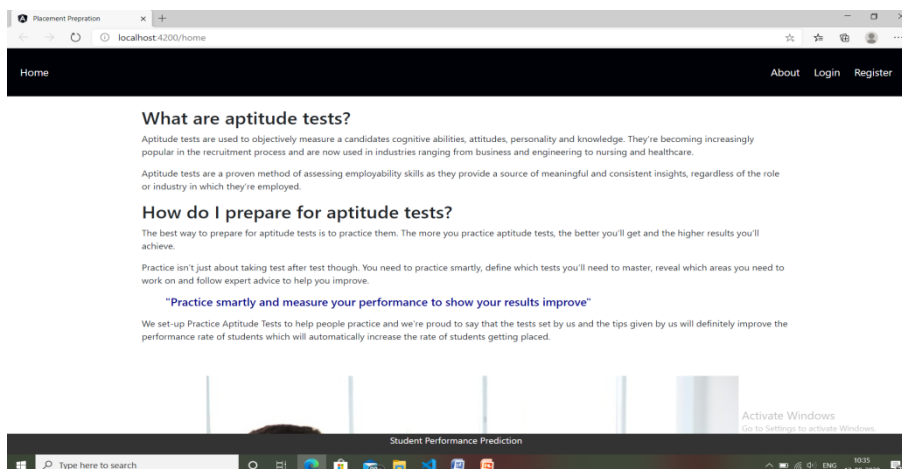 Placement Prepration
localhost:4200/home
Home
About Login Register
What are aptitude tests?
Aptitude tests are used to objectively measure a candidates cognitive abilities, attitudes, personality and knowledge. They're becoming increasingly
popular in the recruitment process and are now used in industries ranging from business and engineering to nursing and healthcare.
Aptitude tests are a proven method of assessing employability skills as they provide a source of meaningful and consistent insights, regardless of the role
or industry in which they're employed.
How do I prepare for aptitude tests?
The best way to prepare for aptitude tests is to practice them. The more you practice aptitude tests, the better you'll get and the higher results you'll
achieve.
Practice isn't just about taking test after test though. You need to practice smartly, define which tests you'll need to master, reveal which areas you need to
work on and follow expert advice to help you improve.
"Practice smartly and measure your performance to show your results improve"
We set-up Practice Aptitude Tests to help people practice and we're proud to say that the tests set by us and the tips given by us will definitely improve the
performance rate of students which will automatically increase the rate of students getting placed.
Activate Windows
Go to Settings to activate Windows.
Student Performance Prediction
Type here to search
ENG
10:35